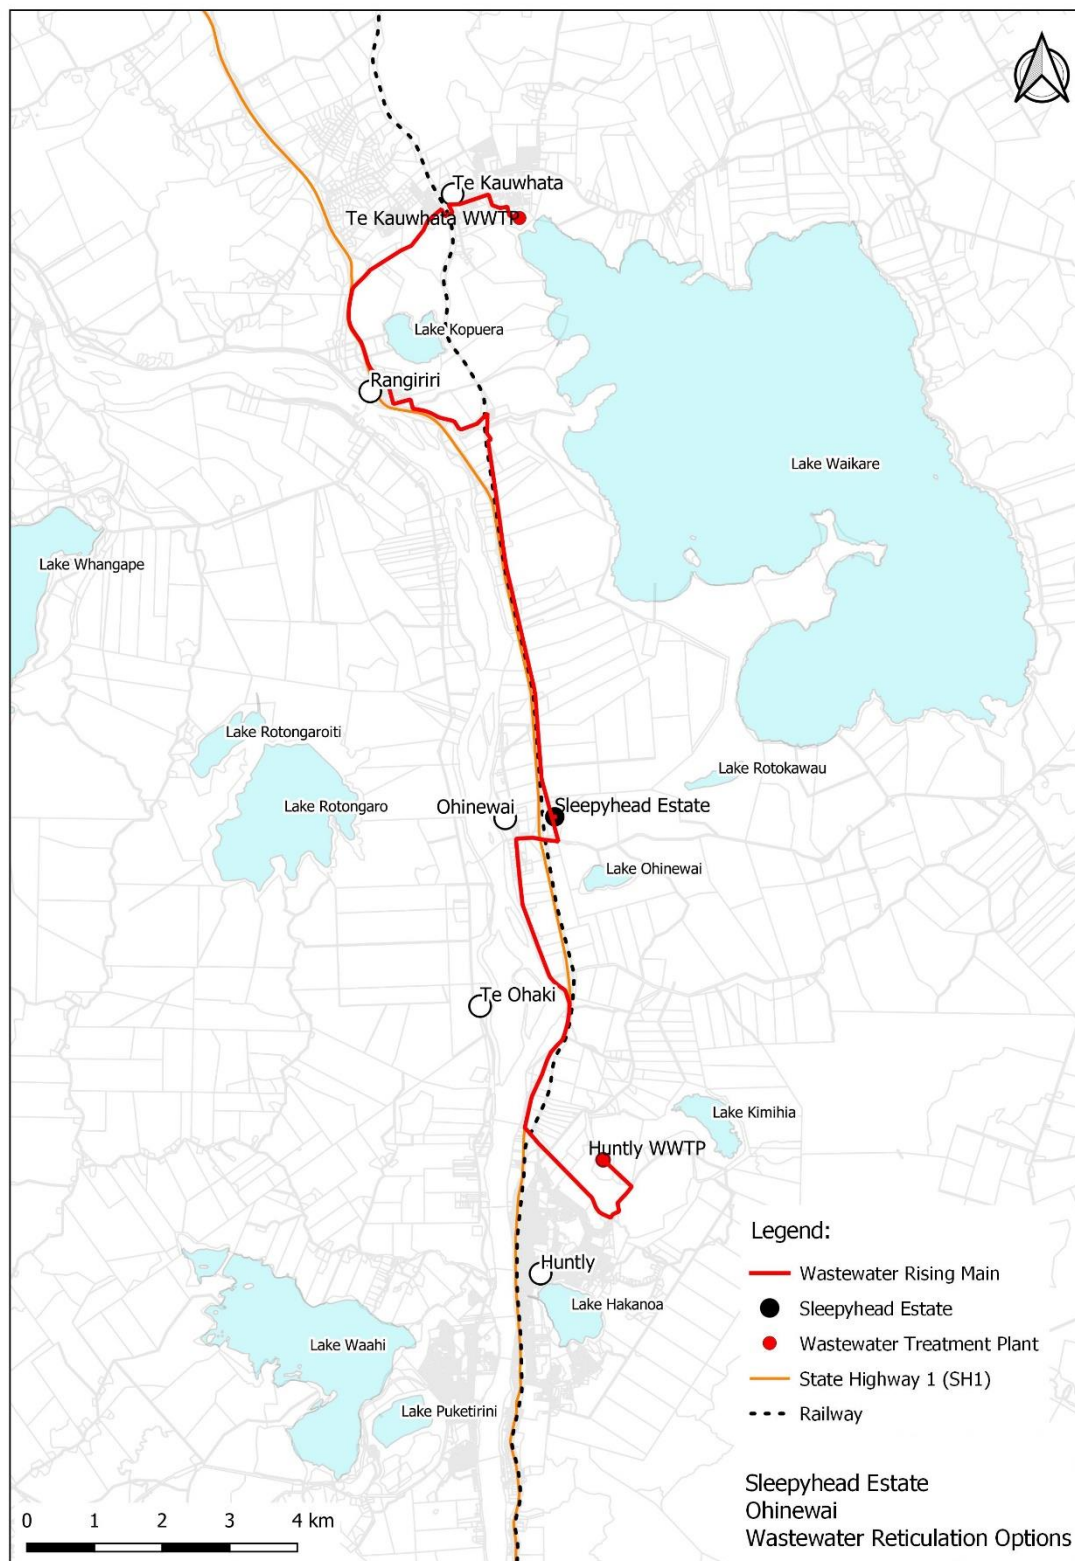 Te Kauwhata
Te Kauwhata WWTP
Lake Kopuera
Rangiriri
Lake Waikare
Lake Whangape
Lake Rotongaroiti
Lake Rotokawau
Lake Rotongaro
Ohinewai
Sleepyhead Estate
Lake Ohinewai
Te Ohaki
Lake Kimihia
Huntly WWTP
Huntly
Lake Hakanoa
Lake Waahi
Lake Puketirini
Legend:
Wastewater Rising Main
Sleepyhead Estate
Wastewater Treatment Plant
State Highway 1 (SH1)
Railway
Sleepyhead Estate
Ohinewai
Wastewater Reticulation Options
0 1 2 3 4 km